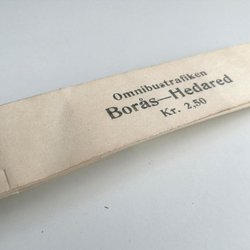 Omnibustrafiken
Borås—Hedared
Kr. 2,50